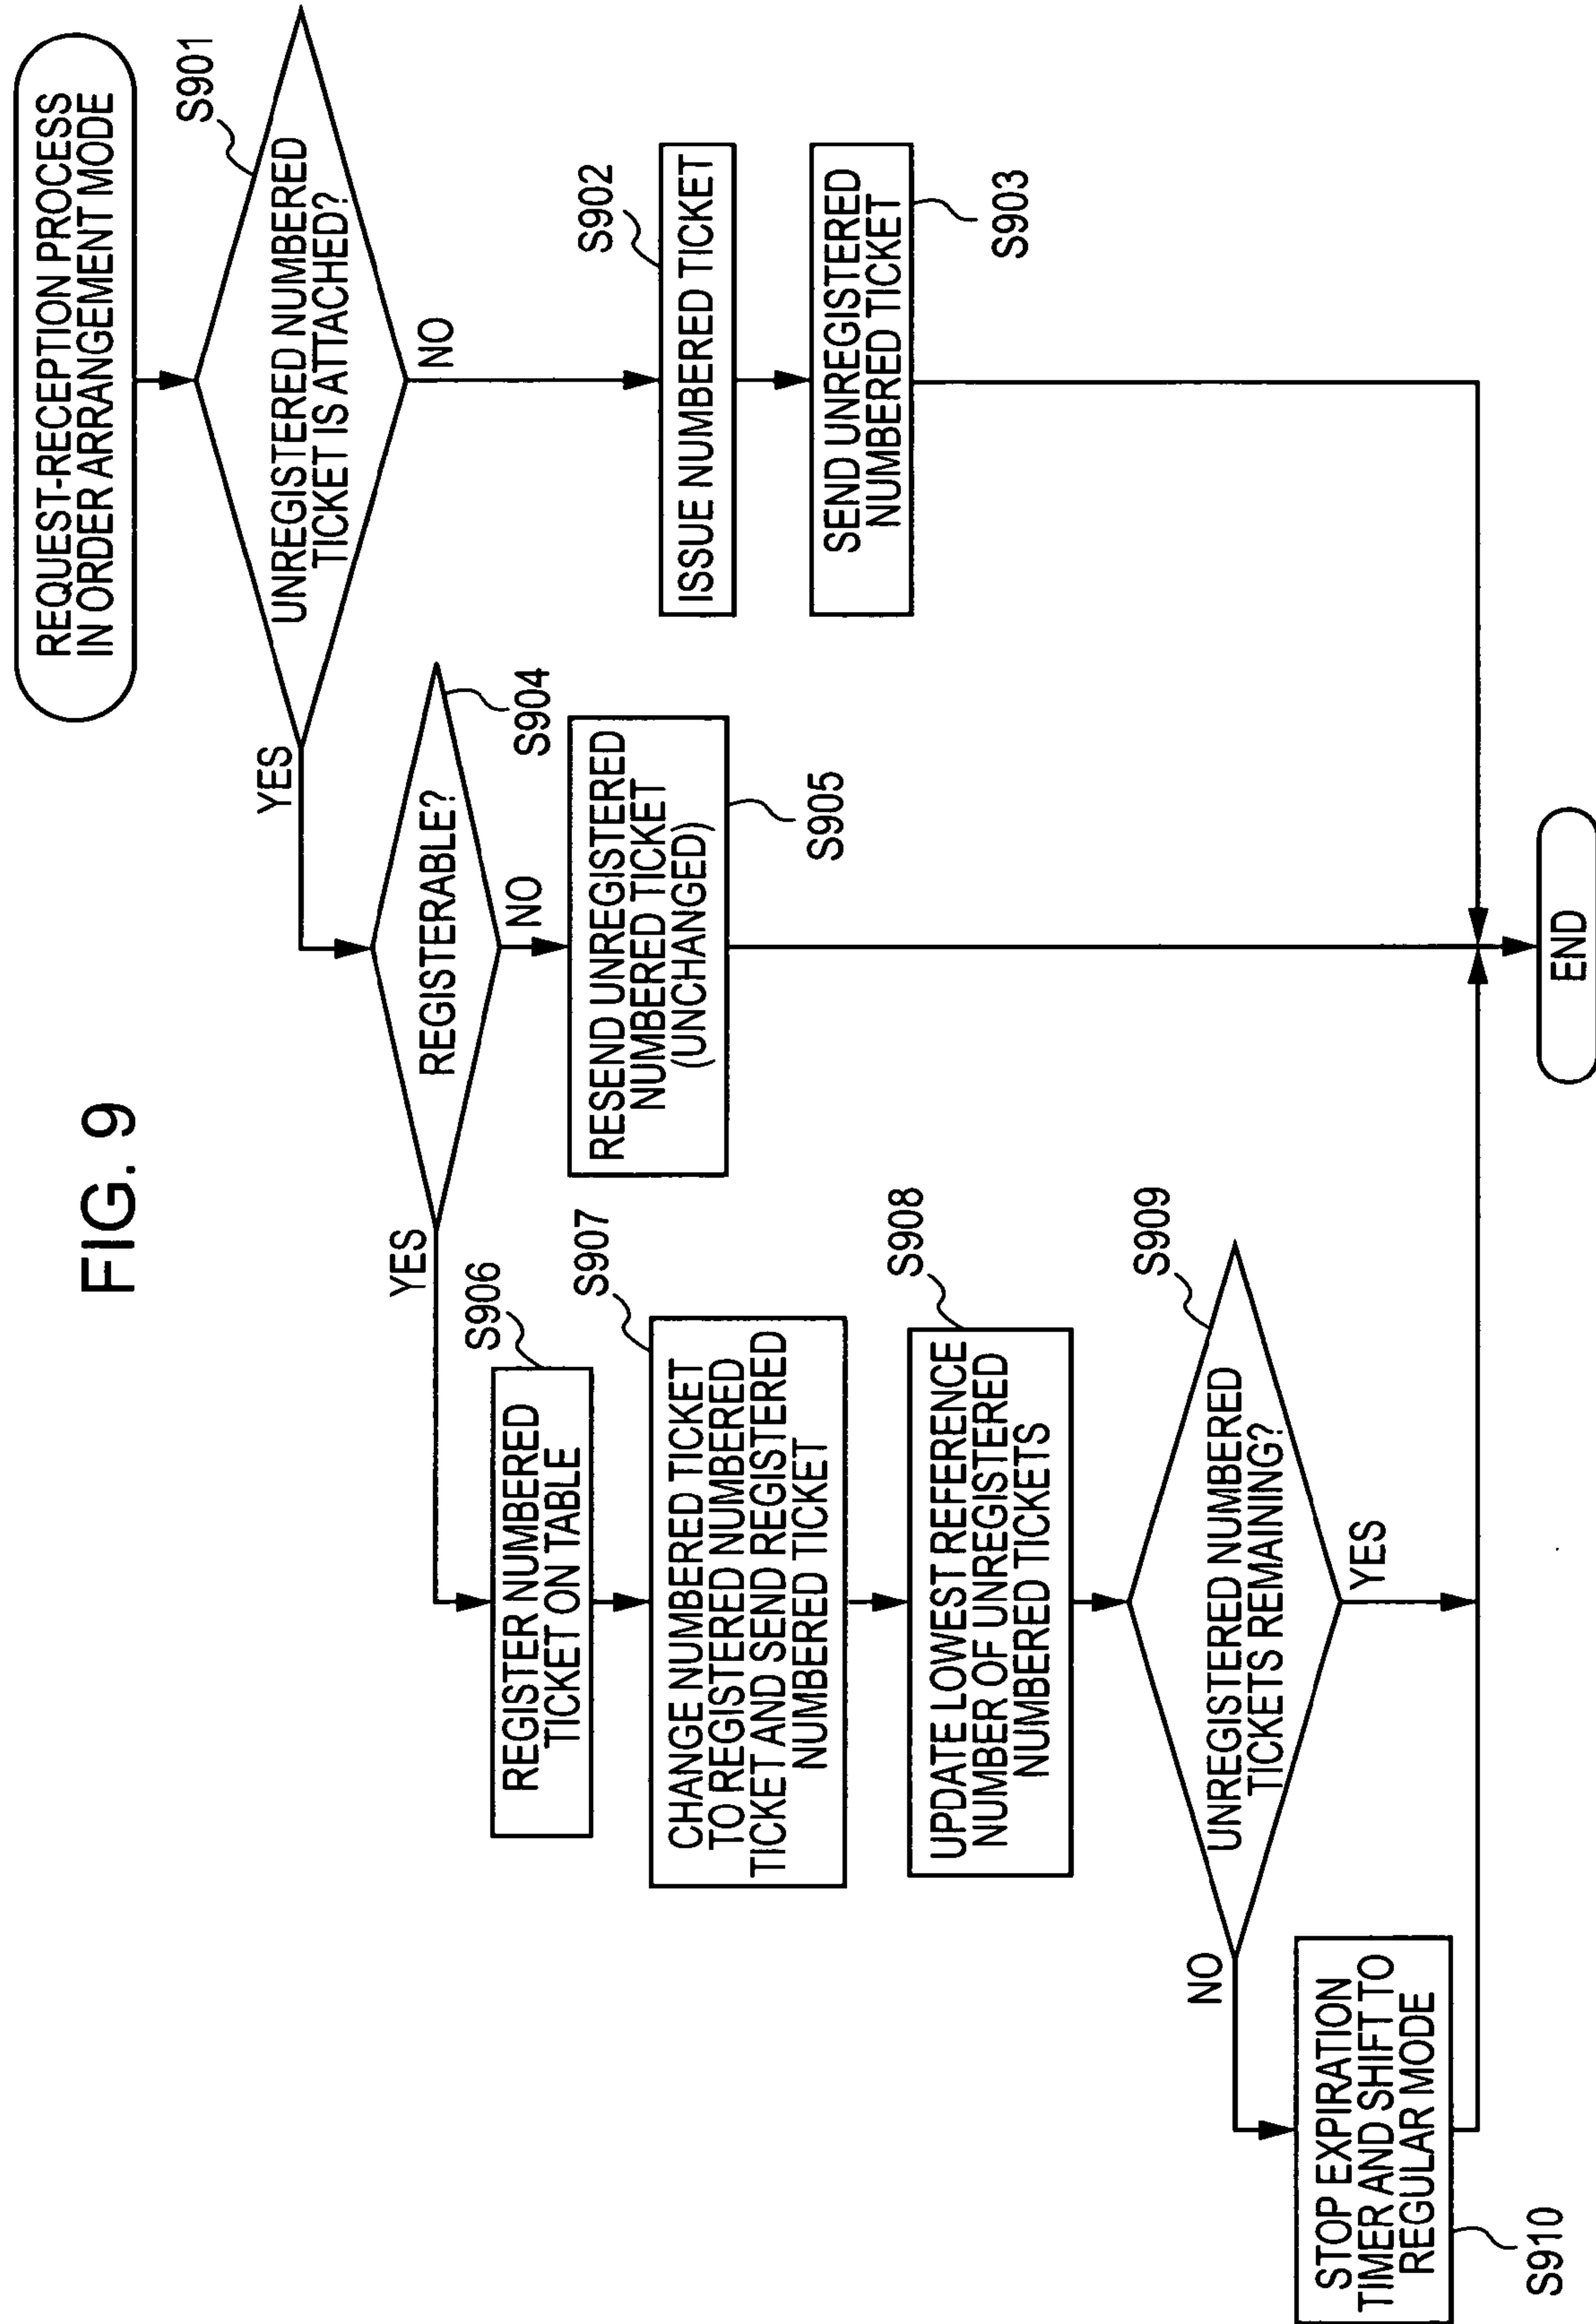 FIG. 9
REQUEST-RECEPTION PROCESS
IN ORDER ARRANGEMENT MODE
S901
UNREGISTERED NUMBERED
TICKET IS ATTACHED?
YES
NO
S902
ISSUE NUMBERED TICKET
SEND UNREGISTERED
NUMBERED TICKET
S903
S904
REGISTERABLE?
YES
NO
RESEND UNREGISTERED
NUMBERED TICKET
(UNCHANGED)
S905
S906
REGISTER NUMBERED
TICKET ON TABLE
S907
CHANGE NUMBERED TICKET
TO REGISTERED NUMBERED
TICKET AND SEND REGISTERED
NUMBERED TICKET
S908
UPDATE LOWEST REFERENCE
NUMBER OF UNREGISTERED
NUMBERED TICKETS
S909
UNREGISTERED NUMBERED
TICKETS REMAINING?
NO
YES
STOP EXPIRATION
TIMER AND SHIFT TO
REGULAR MODE
S910
END